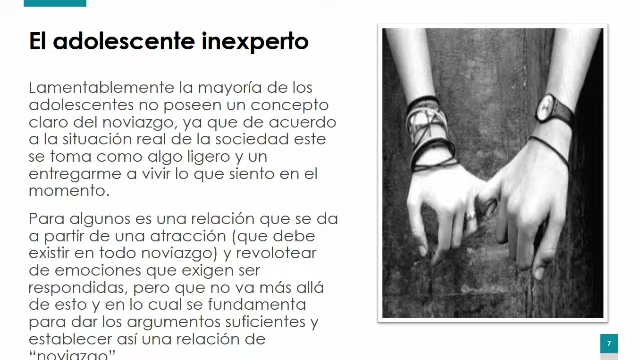 El adolescente inexperto
Lamentablemente la mayoría de los
adolescentes no poseen un concepto
claro del noviazgo, ya que de acuerdo
a la situación real de la sociedad este
se toma como algo ligero y un
entregarme a vivir lo que siento en el
momento.
Para algunos es una relación que se da
a partir de una atracción (que debe
existir en todo noviazgo) y revolotear
de emociones que exigen ser
respondidas, pero que no va más allá
de esto y en lo cual se fundamenta
para dar los argumentos suficientes y
establecer así una relación de
“noviazgo”
7